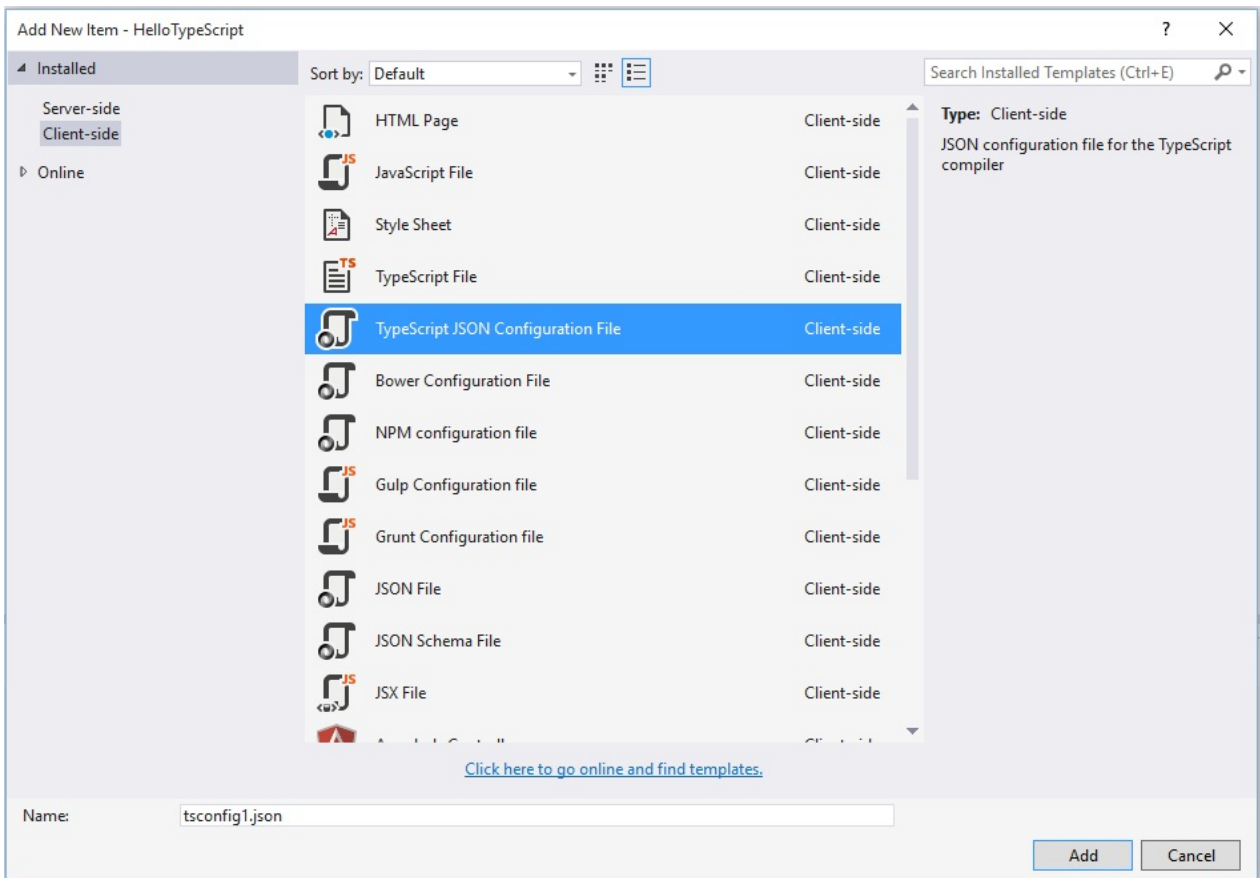 Add New Item - HelloTypeScript
?
Installed
Server-side
Client-side
Online
Sort by: Default
HTML Page Client-side
JS
JavaScript File Client-side
Style Sheet Client-side
TS
TypeScript File Client-side
TypeScript JSON Configuration File Client-side
Bower Configuration File Client-side
NPM configuration file Client-side
JS
Gulp Configuration file Client-side
JS
Grunt Configuration file Client-side
JSON File Client-side
JSON Schema File Client-side
JS
JSX File Client-side
Click here to go online and find templates.
Search Installed Templates (Ctrl+E)
Type: Client-side
JSON configuration file for the TypeScript
compiler
Name: tsconfig1.json
Add Cancel